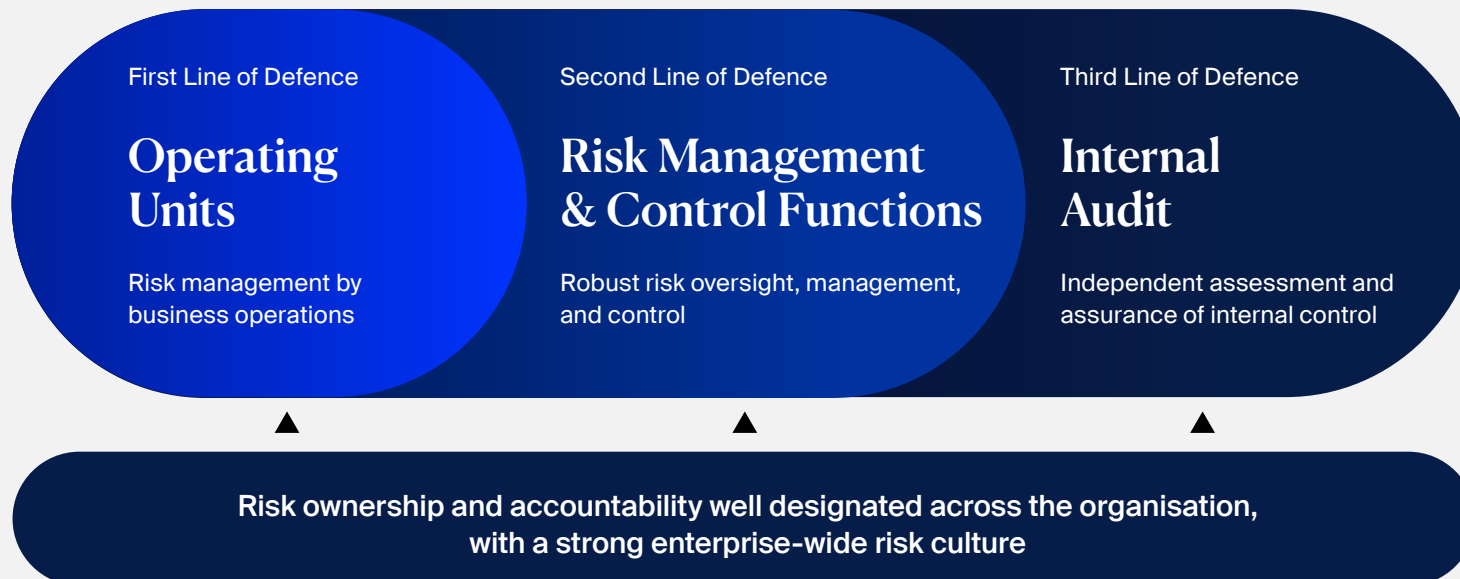 First Line of Defence
Operating
Units
Risk management by
business operations
Second Line of Defence
Risk Management
& Control Functions
Robust risk oversight, management,
and control
Third Line of Defence
Internal
Audit
Independent assessment and
assurance of internal control
Risk ownership and accountability well designated across the organisation,
with a strong enterprise-wide risk culture